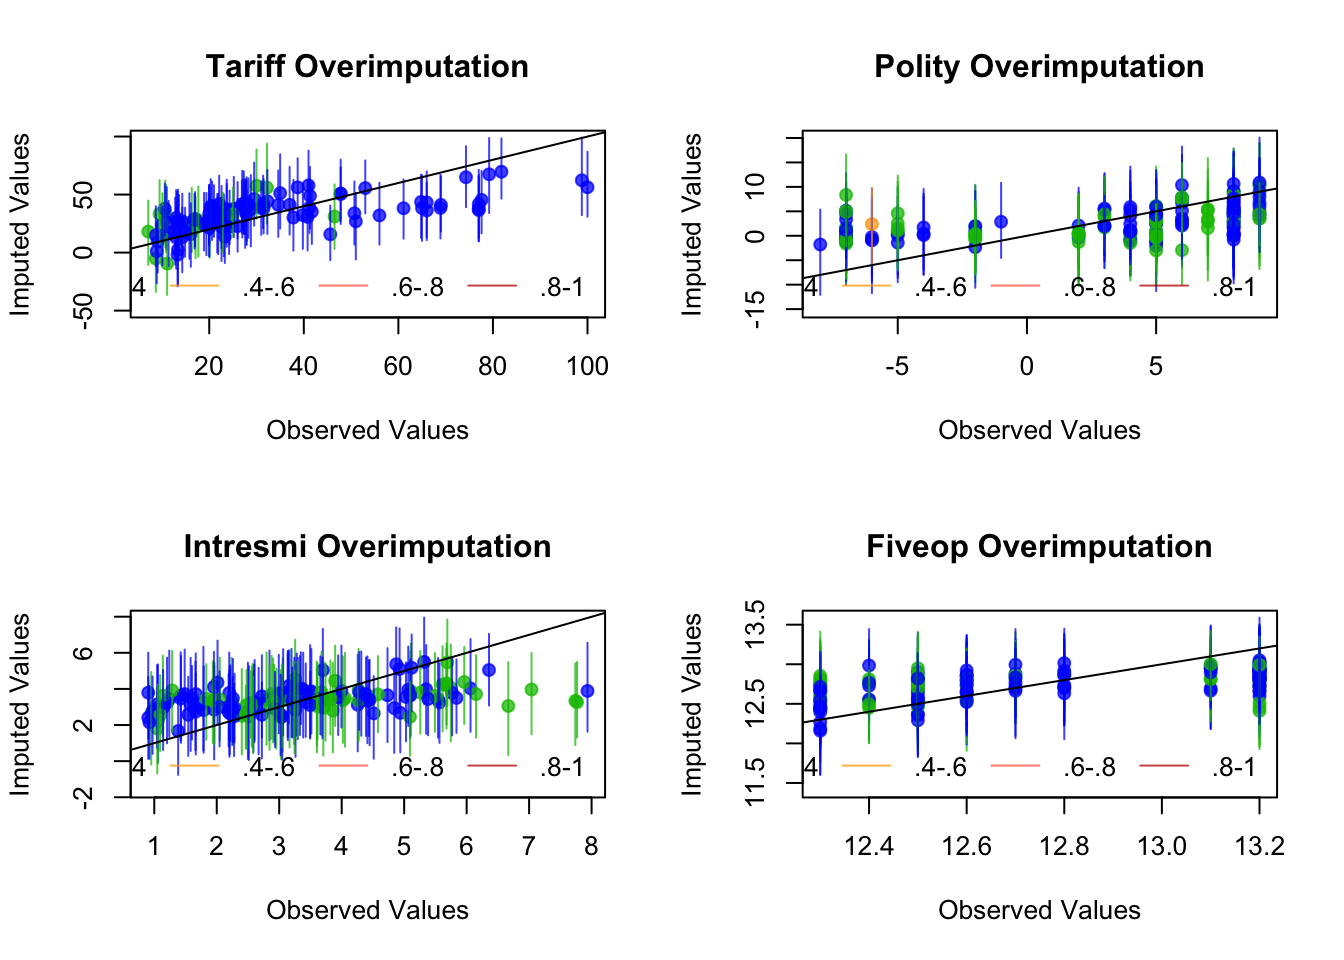 Tariff Overimputation
Imputed Values
50
0
-50
4 .4-.6 .6-.8 .8-1
20 40 60 80 100
Observed Values
Polity Overimputation
Imputed Values
10
0
-15
4 .4-.6 .6-.8 .8-1
-5 0 5
Observed Values
Intresmi Overimputation
Imputed Values
6
2
-2
4 .4-.6 .6-.8 .8-1
1 2 3 4 5 6 7 8
Observed Values
Fiveop Overimputation
Imputed Values
13.5
12.5
11.5
4 .4-.6 .6-.8 .8-1
12.4 12.6 12.8 13.0 13.2
Observed Values